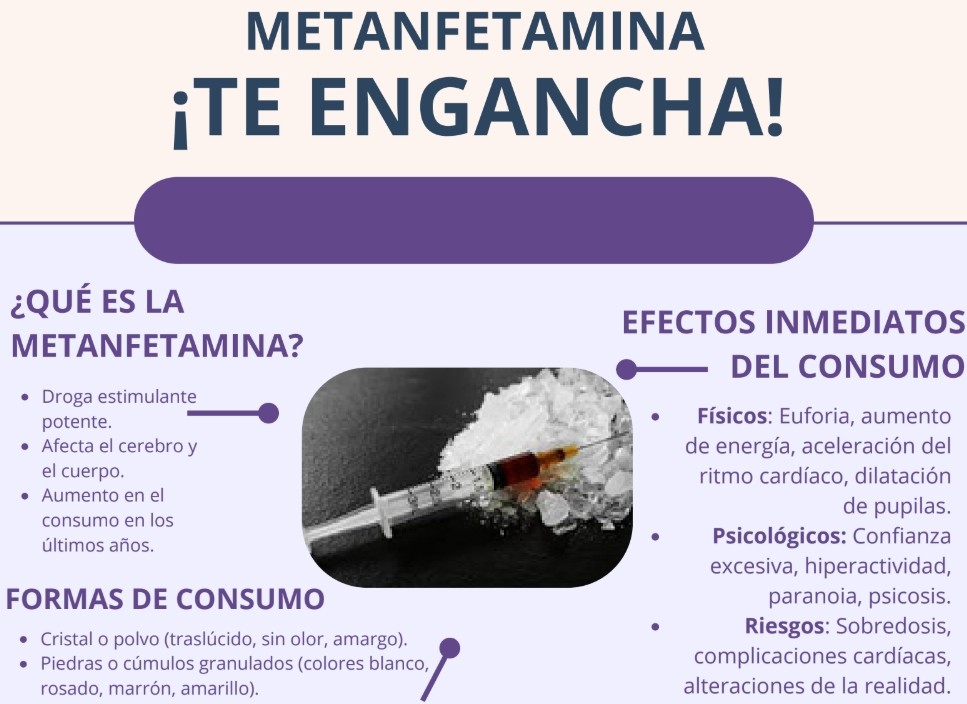 METANFETAMINA
¡TE ENGANCHA!
¿QUÉ ES LA
METANFETAMINA?
• Droga estimulante
potente.
• Afecta el cerebro y
el cuerpo.
• Aumento en el
consumo en los
últimos años.
FORMAS DE CONSUMO
• Cristal o polvo (traslúcido, sin olor, amargo).
• Piedras o cúmulos granulados (colores blanco,
rosado, marrón, amarillo).
EFECTOS INMEDIATOS
DEL CONSUMO
• Físicos: Euforia, aumento
de energía, aceleración del
ritmo cardíaco, dilatación
de pupilas.
• Psicológicos: Confianza
excesiva, hiperactividad,
paranoia, psicosis.
• Riesgos: Sobredosis,
complicaciones cardíacas,
alteraciones de la realidad.